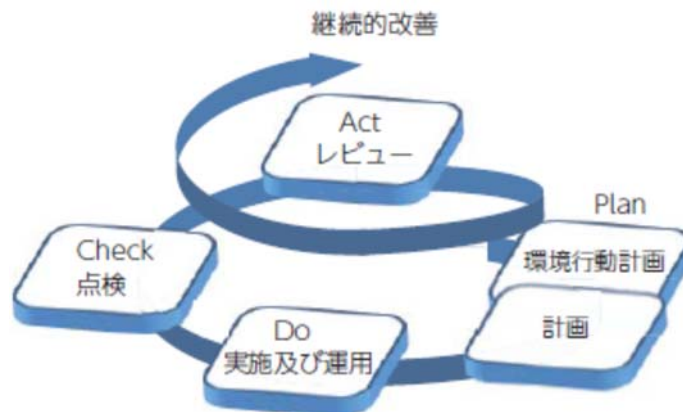 継続的改善
Act
レビュー
Plan
環境行動計画
計画
Check
点検
Do
実施及び運用